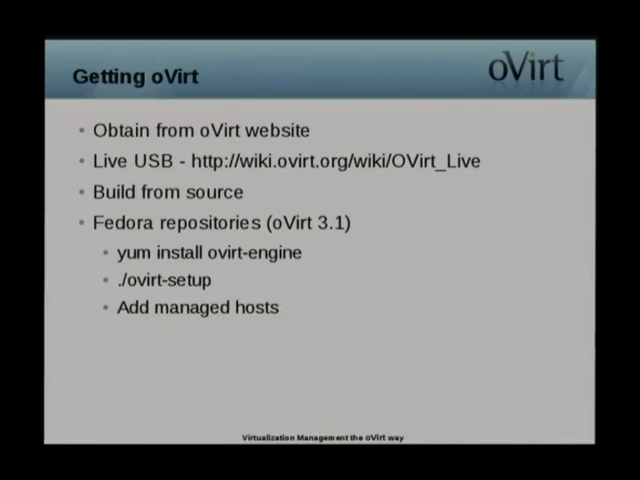 Getting oVirt
oVirt
Obtain from oVirt website
Live USB - http://wiki.ovirt.org/wiki/OVirt_Live
Build from source
Fedora repositories (oVirt 3.1)
yum install ovirt-engine
./ovirt-setup
Add managed hosts
Virtualization Management the oVirt way